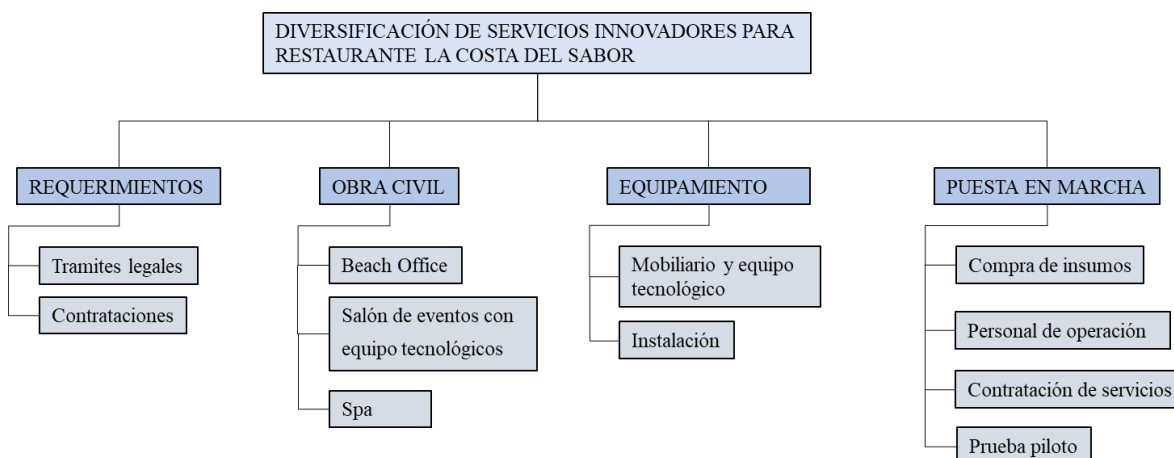 DIVERSIFICACIÓN DE SERVICIOS INNOVADORES PARA
RESTAURANTE LA COSTA DEL SABOR
REQUERIMIENTOS
Tramites legales
Contrataciones
OBRA CIVIL
Beach Office
Salón de eventos con
equipo tecnológicos
Spa
EQUIPAMIENTO
Mobiliario y equipo
tecnológico
Instalación
PUESTA EN MARCHA
Compra de insumos
Personal de operación
Contratación de servicios
Prueba piloto